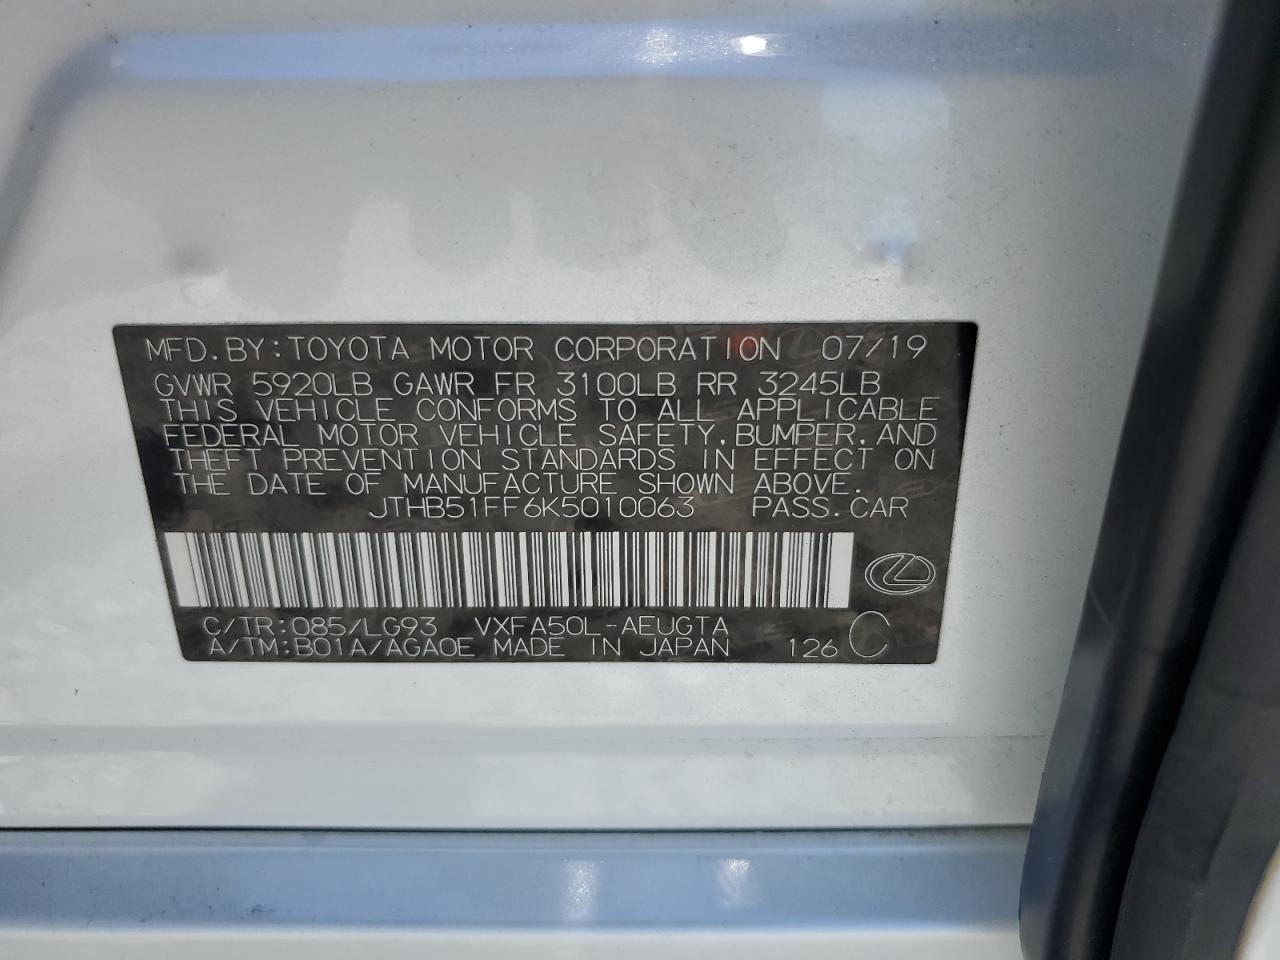 MFD.BY:TOYOTA MOTOR CORPORATION 07/19
GVWR 5920LB GAWR FR 3100LB RR 3245LB
THIS VEHICLE CONFORMS TO ALL APPLICABLE
FEDERAL MOTOR VEHICLE SAFETY,BUMPER,AND
THEFT PREVENTION STANDARDS IN EFFECT ON
THE DATE OF MANUFACTURE SHOWN ABOVE.
JTHB51FF6K5010063 PASS.CAR
C/TR:085/LG93 VXFA50L-AEUGTA
A/TM:B01A/AGA0E MADE IN JAPAN 126 C